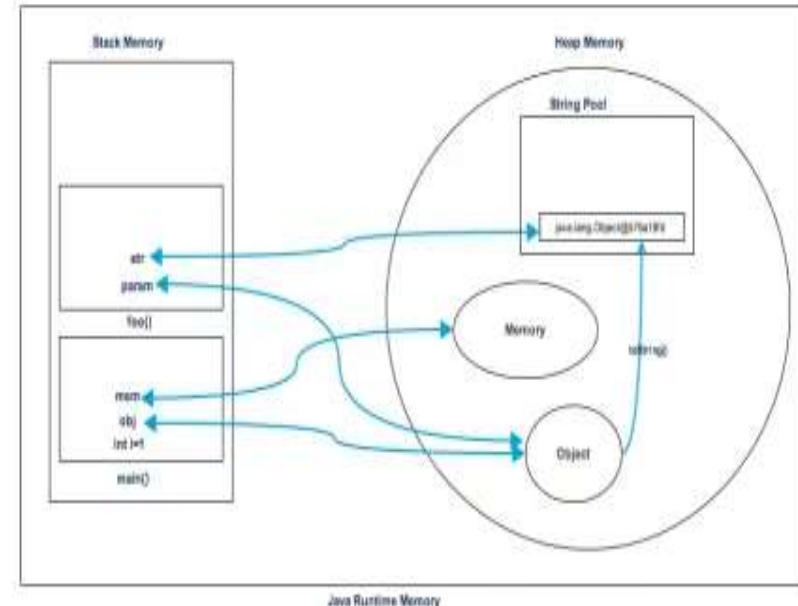 Stack Memory
Heap Memory
String Pool
str
param
foo()
mem
obj
int i=1
main()
Memory
toString()
Object
Java Runtime Memory